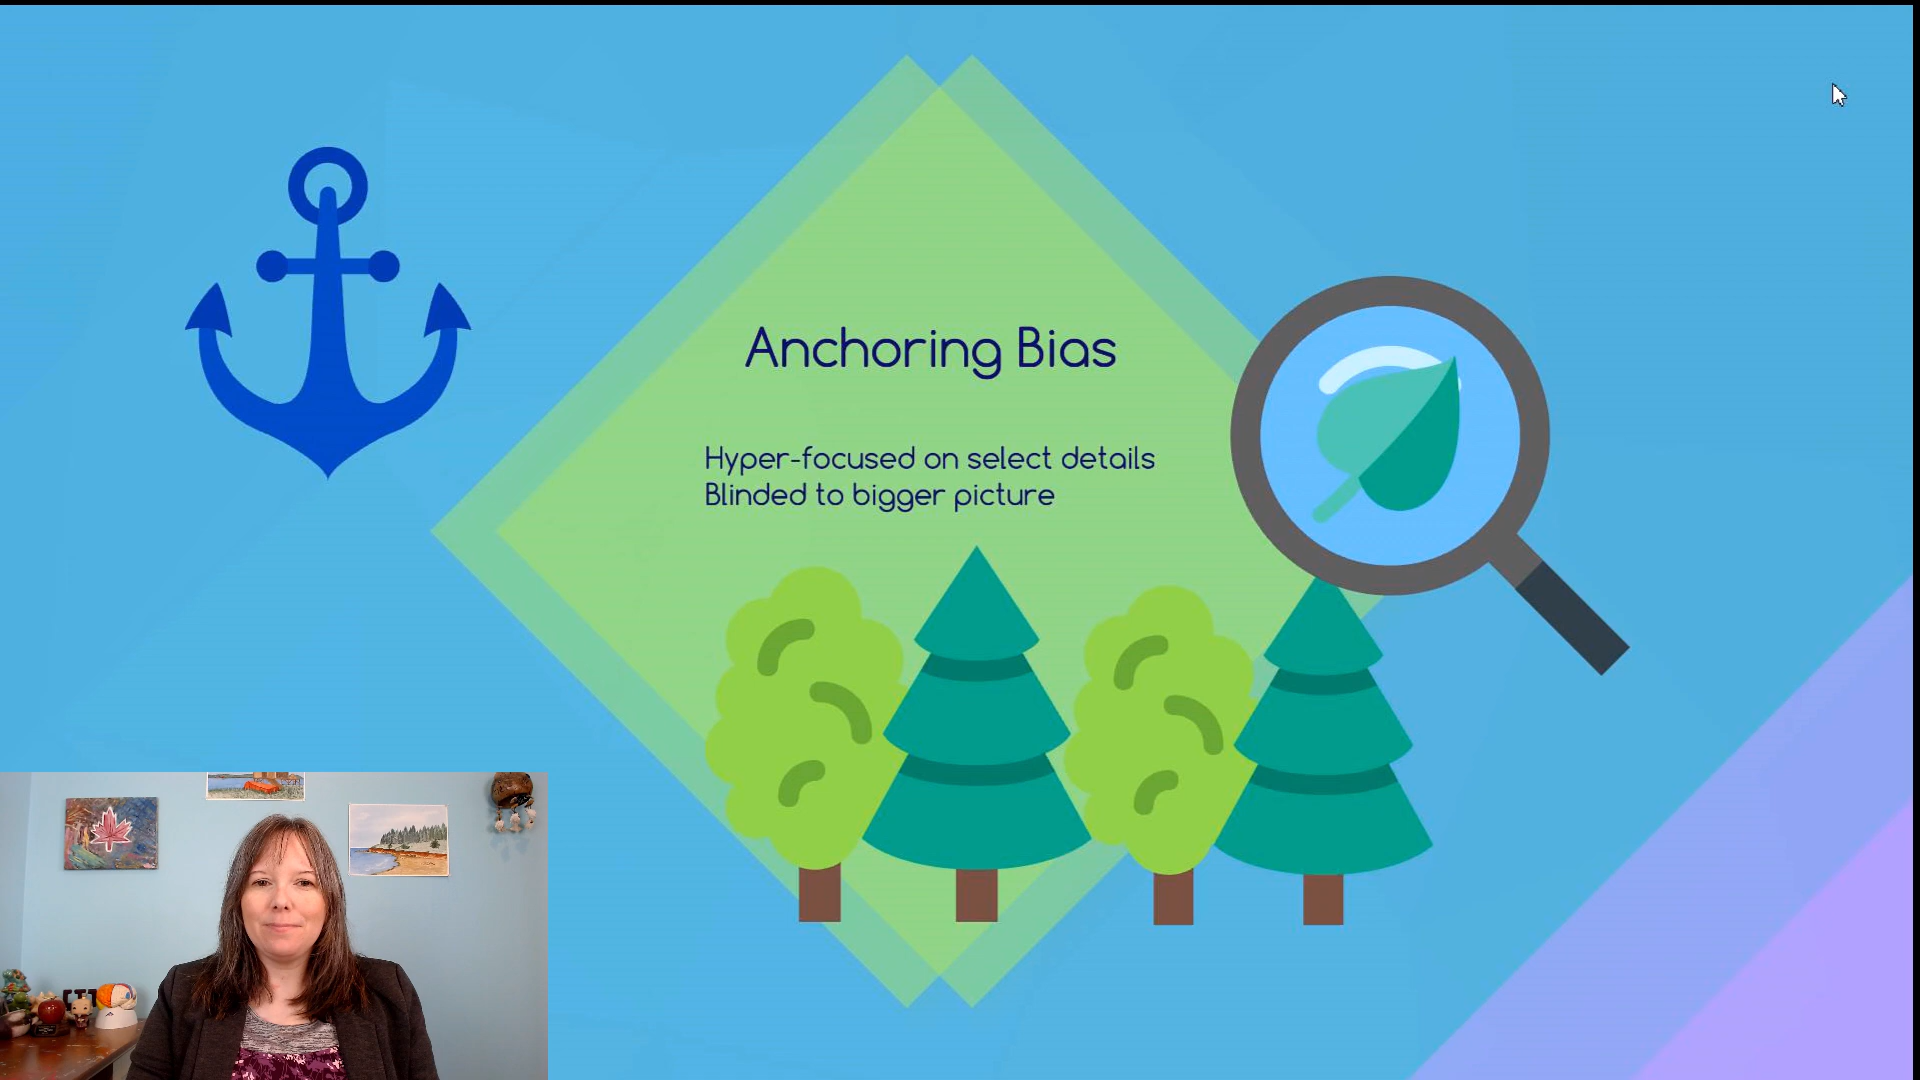 Anchoring Bias
Hyper-focused on select details
Blinded to bigger picture